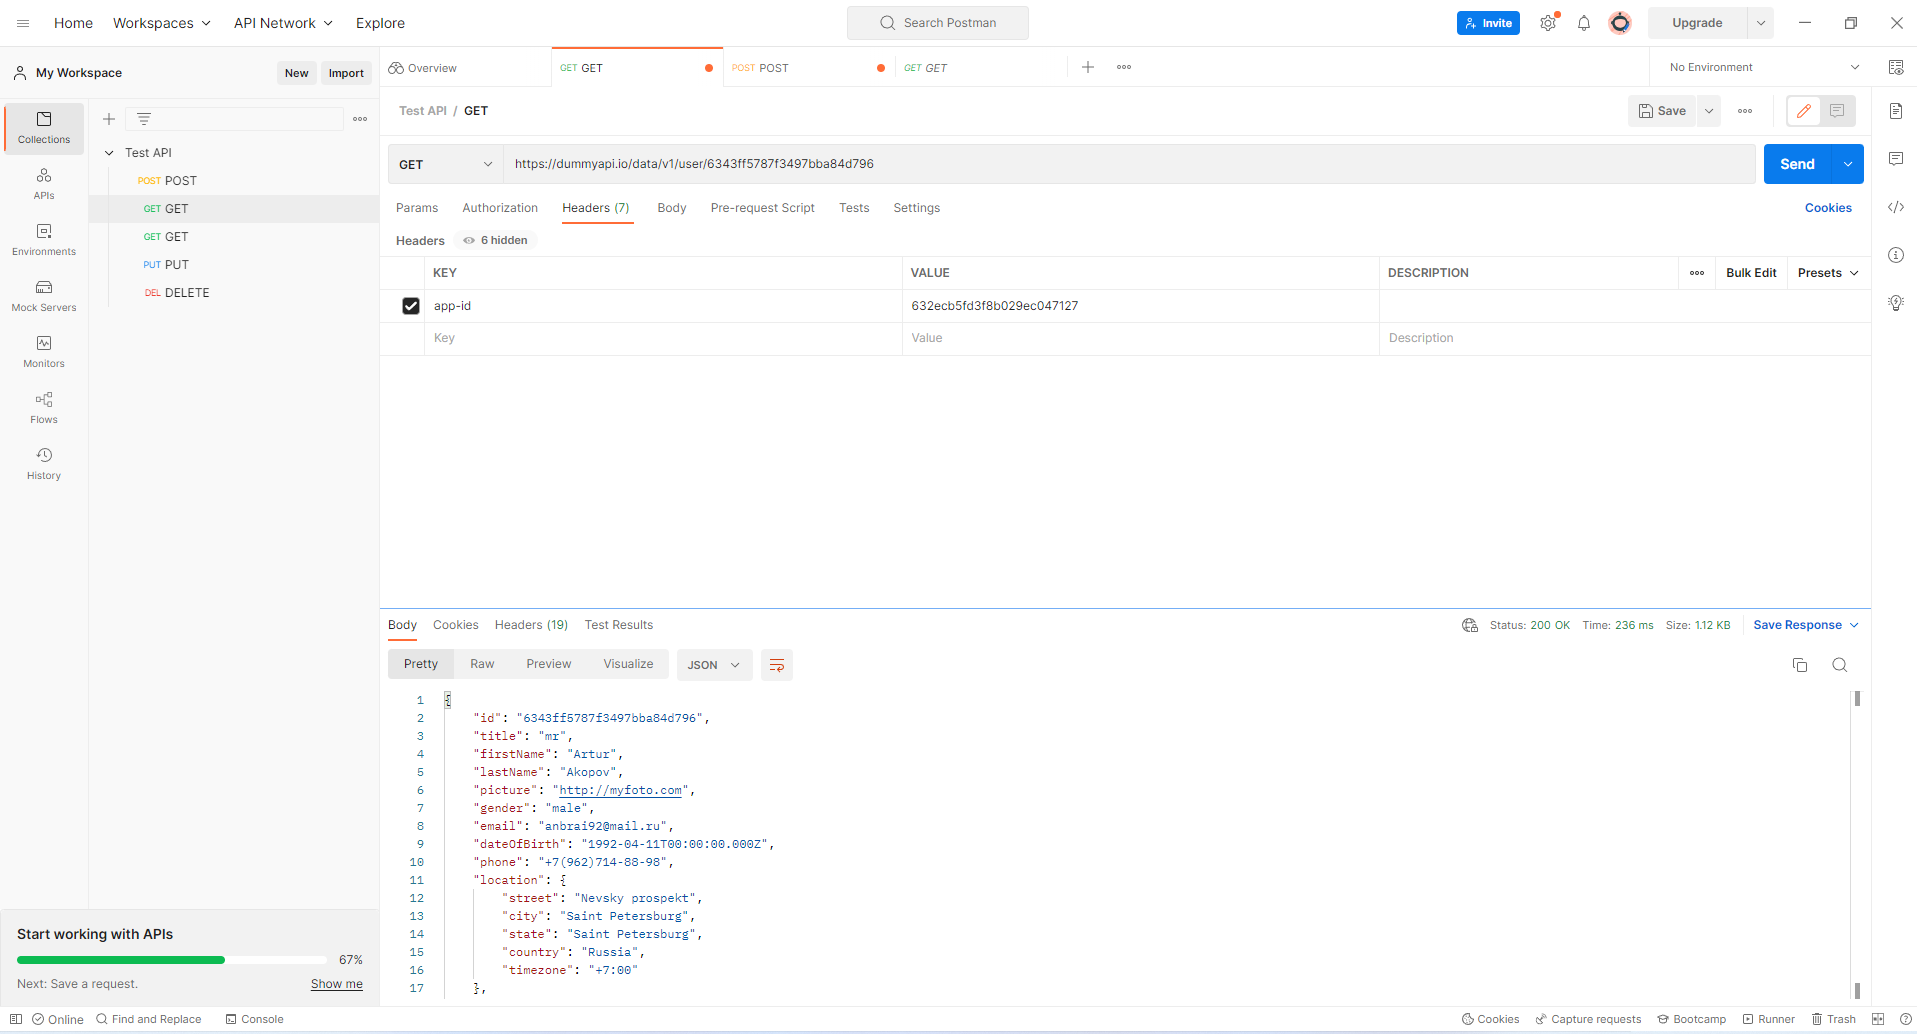 Home Workspaces API Network Explore Search Postman Invite Upgrade
My Workspace New Import Overview GET GET POST POST GET GET No Environment
Test API / GET Save
Collections
APIs
Environments
Mock Servers
Monitors
Flows
History
Test API
POST POST
GET GET
GET GET
PUT PUT
DEL DELETE
GET https://dummyapi.io/data/v1/user/6343ff5787f3497bba84d796 Send
Params Authorization Headers (7) Body Pre-request Script Tests Settings Cookies
Headers 6 hidden
KEY VALUE DESCRIPTION Bulk Edit Presets
app-id 632ecb5fd3f8b029ec047127
Key Value Description
Body Cookies Headers (19) Test Results Status: 200 OK Time: 236 ms Size: 1.12 KB Save Response
Pretty Raw Preview Visualize JSON
1 {
2 "id": "6343ff5787f3497bba84d796",
3 "title": "mr",
4 "firstName": "Artur",
5 "lastName": "Akopov",
6 "picture": "http://myfoto.com",
7 "gender": "male",
8 "email": "anbrai92@mail.ru",
9 "dateOfBirth": "1992-04-11T00:00:00.000Z",
10 "phone": "+7(962)714-88-98",
11 "location": {
12 "street": "Nevsky prospekt",
13 "city": "Saint Petersburg",
14 "state": "Saint Petersburg",
15 "country": "Russia",
16 "timezone": "+7:00"
17 },
Start working with APIs
67%
Next: Save a request. Show me
Online Find and Replace Console Cookies Capture requests Bootcamp Runner Trash